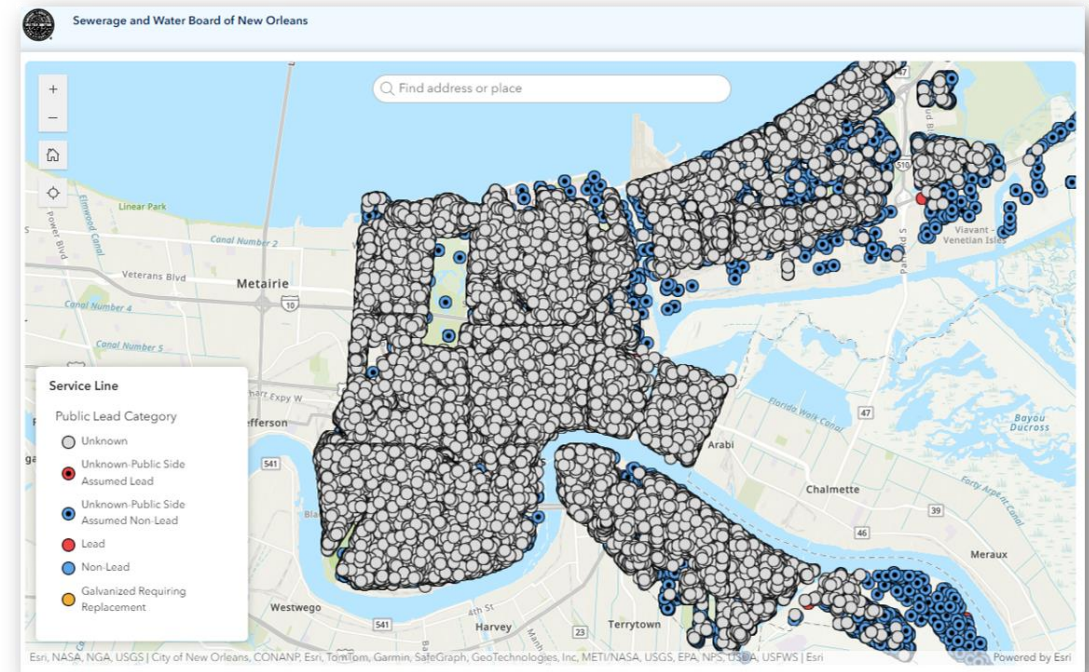 Sewerage and Water Board of New Orleans
+
Find address or place
−
47
510
Linear Park
Elmwood Canal
Power Blvd
Canal Number 2
Viavant -
Venetian Isles
Veterans Blvd
Metairie
10
Canal Number 4
Canal Number 5
Service Line
Public Lead Category
Unknown
Unknown-Public Side
Assumed Lead
Unknown-Public Side
Assumed Non-Lead
Lead
Non-Lead
Galvanized Requiring
Replacement
Expy W
efferson
541
Florida Walk Canal
47
Bayou
Ducross
Arabi
Chalmette
39
46
Meraux
Westwego
541
4th St
Harvey
23
Terrytown
Esri, NASA, NGA, USGS | City of New Orleans, CONANP, Esri, TomTom, Garmin, SafeGraph, GeoTechnologies, Inc, METI/NASA, USGS, EPA, NPS, USDA, USFWS | Esri
Powered by Esri